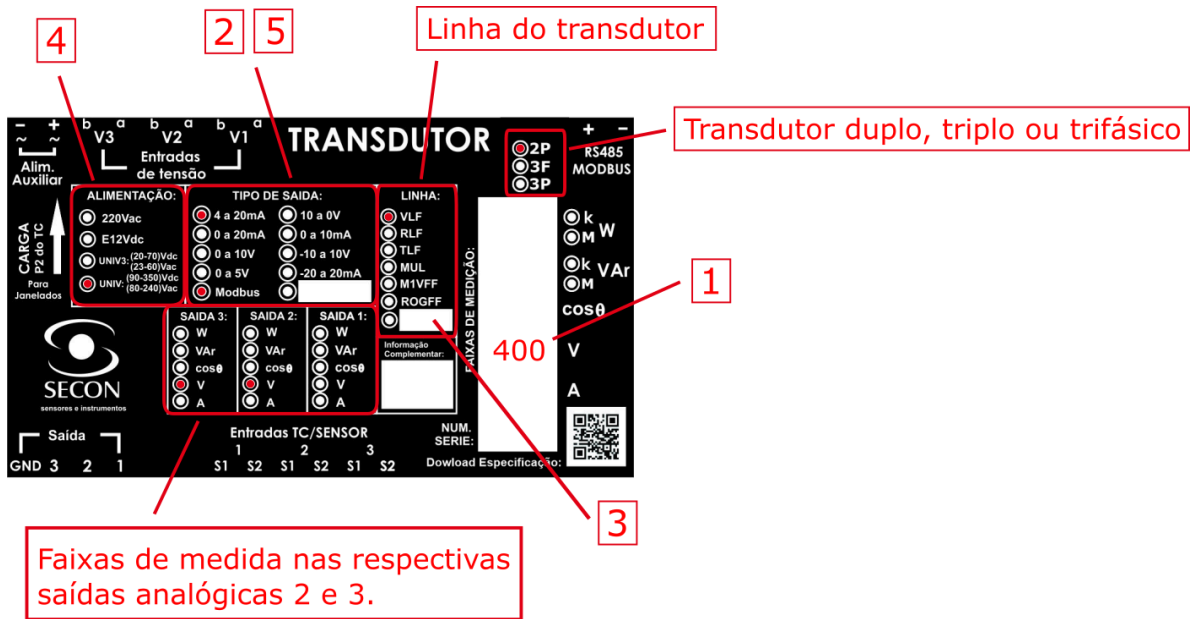 4
2 5
Linha do transdutor
Transdutor duplo, triplo ou trifásico
- +
~ ~
Alim.
Auxiliar
b a b a b a
V3 V2 V1
Entradas
de tensão
TRANSDUTOR
2P
3F
3P
+ -
RS485
MODBUS
CARGA
P2 do TC
Para
Janelados
ALIMENTAÇÃO:
220Vac
E12Vdc
UNIV3: (20-70)Vdc
(23-60)Vac
UNIV: (90-350)Vdc
(80-240)Vac
TIPO DE SAIDA:
4 a 20mA 10 a 0V
0 a 20mA 0 a 10mA
0 a 10V -10 a 10V
0 a 5V -20 a 20mA
Modbus
LINHA:
VLF
RLF
TLF
MUL
M1VFF
ROGFF
FAIXAS DE MEDIÇÃO:
400
k
M W
k
M VAr
cosθ
V
A
1
SECON
sensores e instrumentos
SAIDA 3: SAIDA 2: SAIDA 1:
W W W
VAr VAr VAr
cosθ cosθ cosθ
V V V
A A A
Informação
Complementar:
Saída
GND 3 2 1
Entradas TC/SENSOR
1 2 3
S1 S2 S1 S2 S1 S2
NUM.
SERIE:
Dowload Especificação:
3
Faixas de medida nas respectivas
saídas analógicas 2 e 3.